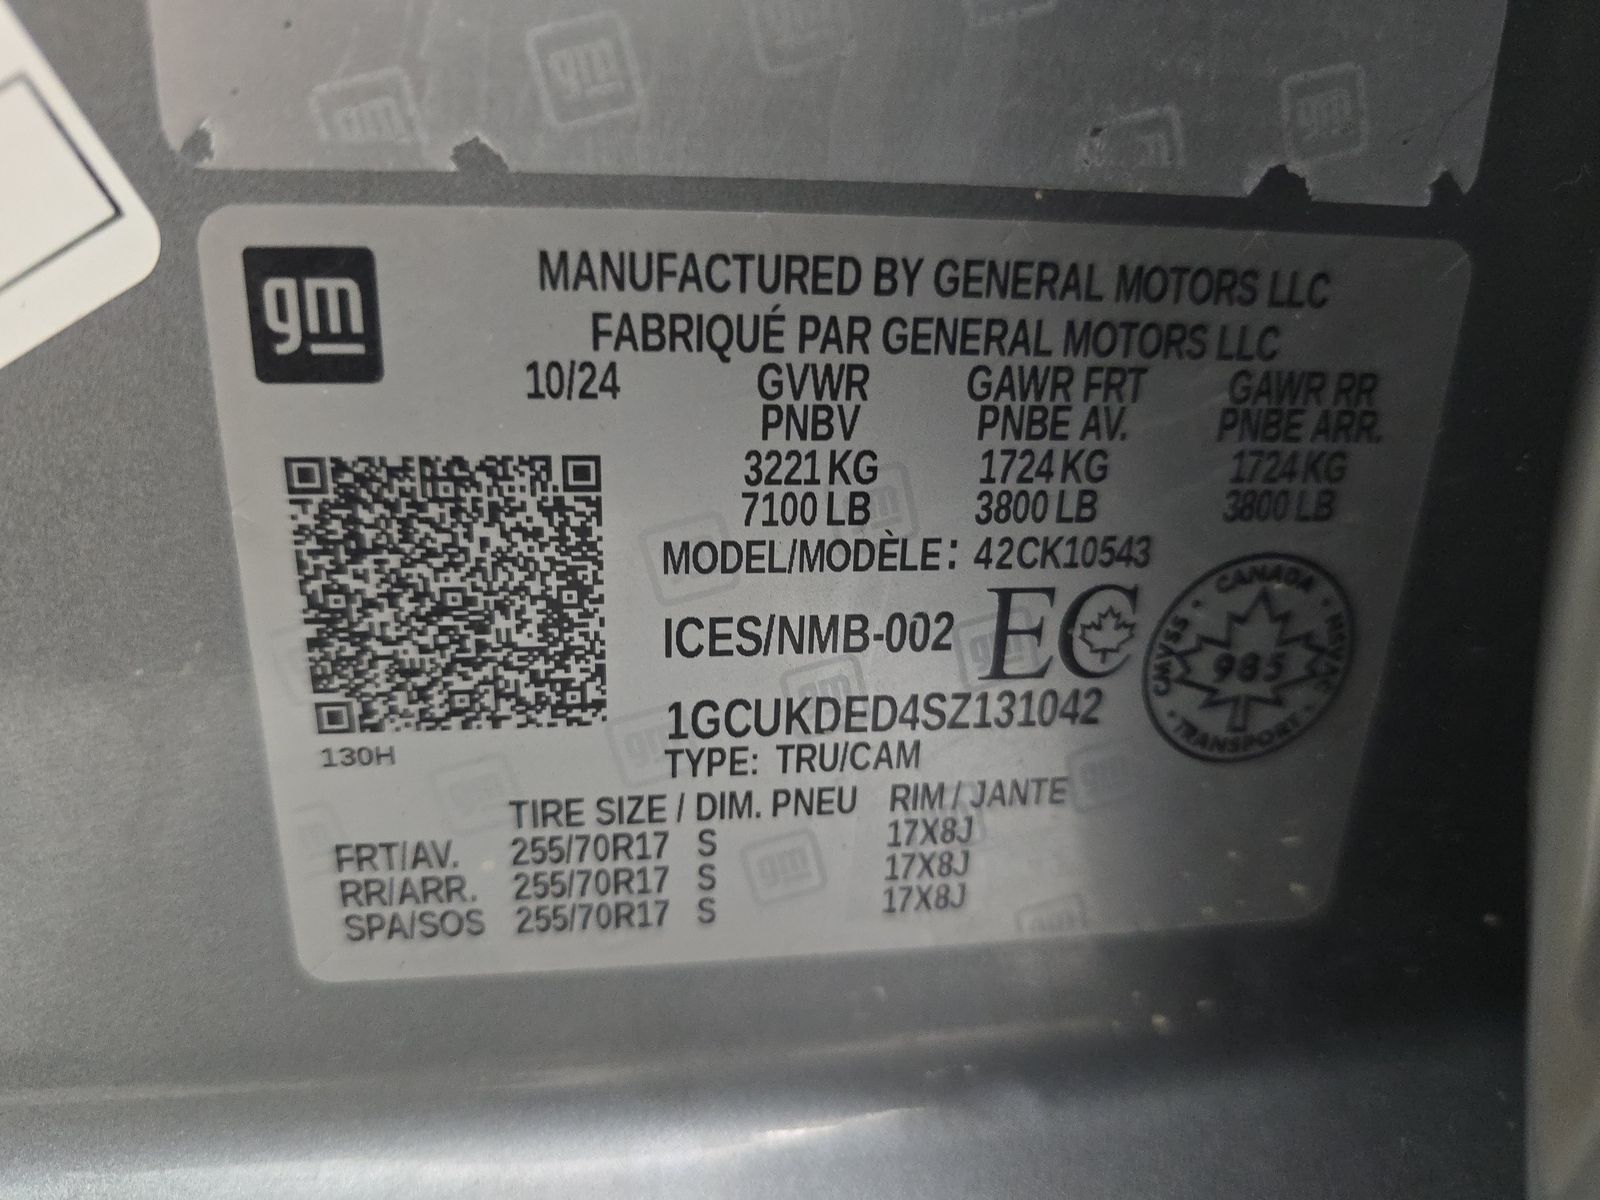 gm
MANUFACTURED BY GENERAL MOTORS LLC
FABRIQUÉ PAR GENERAL MOTORS LLC
10/24 GVWR GAWR FRT GAWR RR
PNBV PNBE AV. PNBE ARR.
3221 KG 1724 KG 1724 KG
7100 LB 3800 LB 3800 LB
MODEL/MODÈLE: 42CK10543
ICES/NMB-002 EC
CANADA
CMVSS 985 NSVAC
TRANSPORT
1GCUKDED4SZ131042
130H
TYPE: TRU/CAM
TIRE SIZE / DIM. PNEU RIM / JANTE
FRT/AV. 255/70R17 S 17X8J
RR/ARR. 255/70R17 S 17X8J
SPA/SOS 255/70R17 S 17X8J